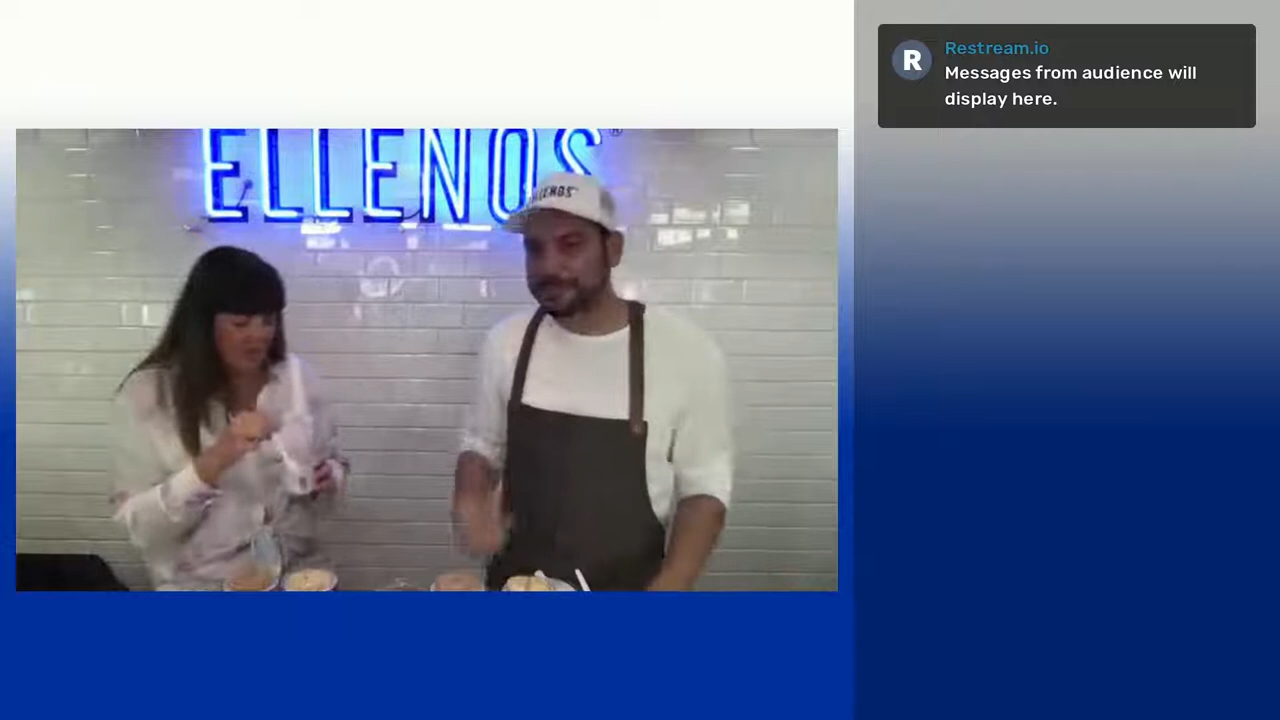 ELLENOS®
ELLENOS
R
Restream.io
Messages from audience will
display here.